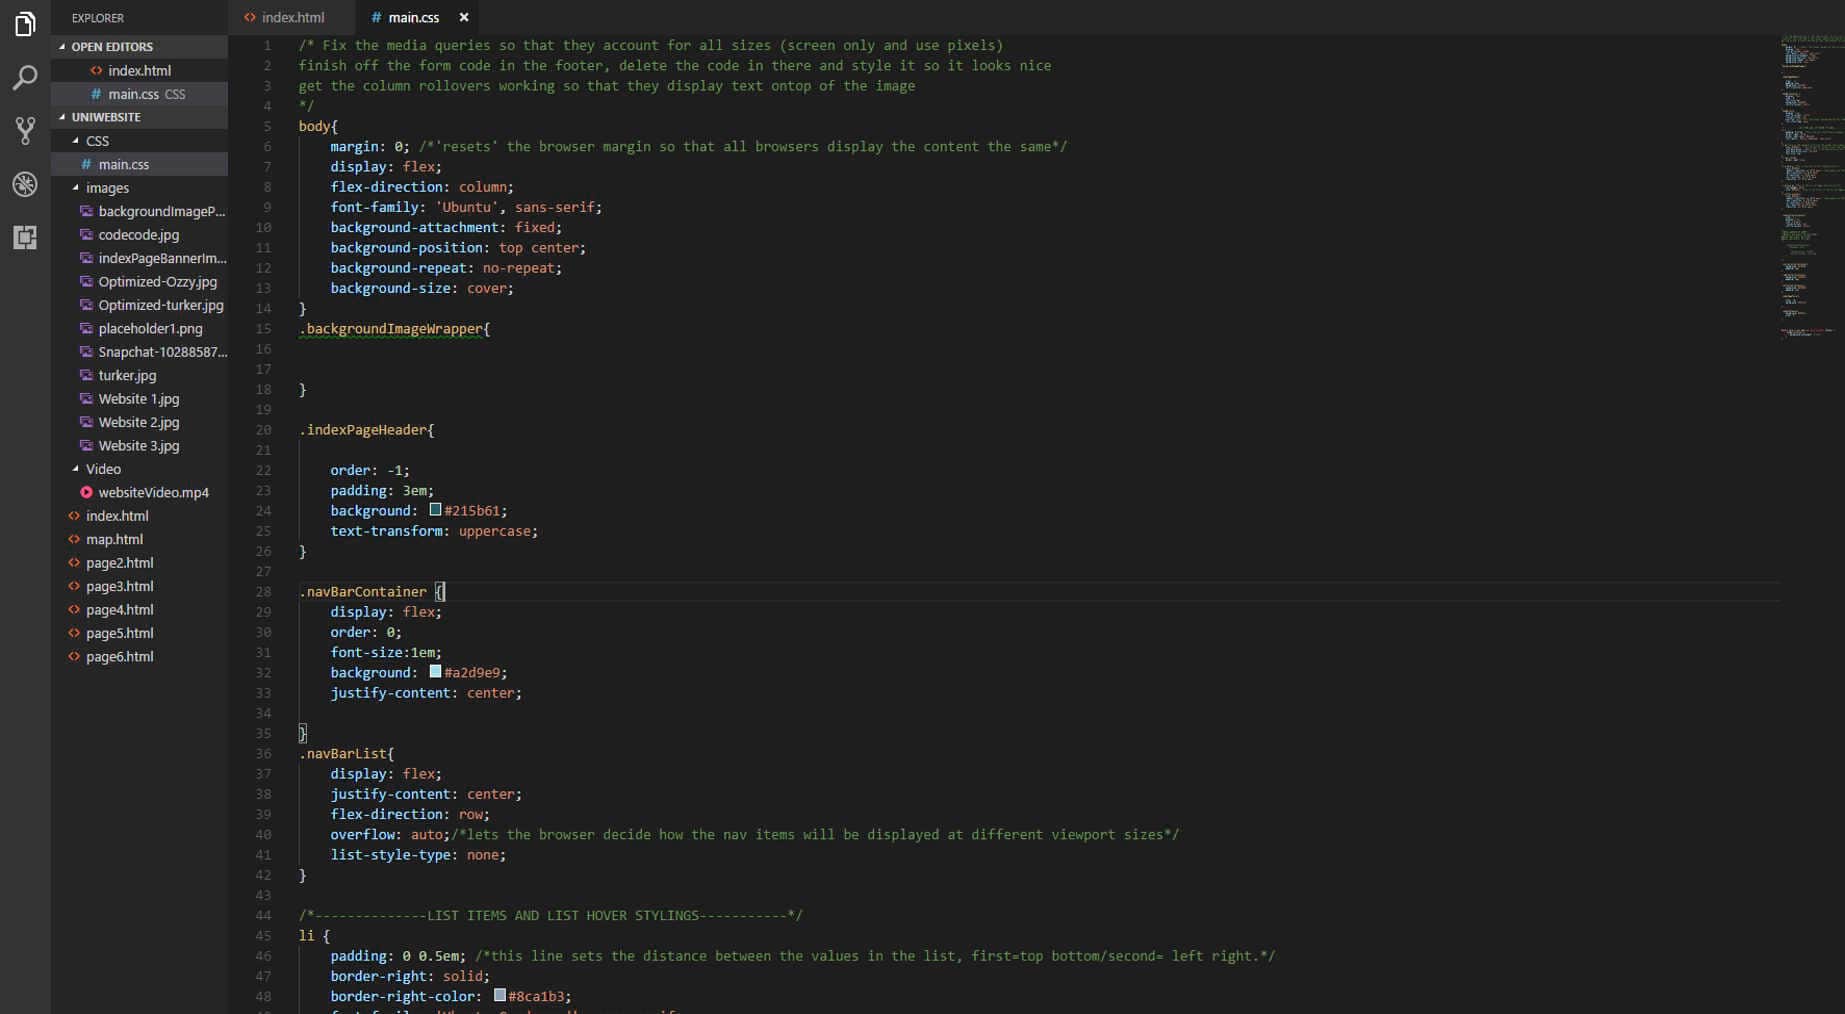 EXPLORER
OPEN EDITORS
index.html
main.css CSS
UNIWEBSITE
CSS
main.css
images
backgroundImageP...
codecode.jpg
indexPageBannerIm...
Optimized-Ozzy.jpg
Optimized-turker.jpg
placeholder1.png
Snapchat-10288587...
turker.jpg
Website 1.jpg
Website 2.jpg
Website 3.jpg
Video
websiteVideo.mp4
index.html
map.html
page2.html
page3.html
page4.html
page5.html
page6.html
index.html # main.css ×
1 /* Fix the media queries so that they account for all sizes (screen only and use pixels)
2 finish off the form code in the footer, delete the code in there and style it so it looks nice
3 get the column rollovers working so that they display text ontop of the image
4 */
5 body{
6 margin: 0; /*'resets' the browser margin so that all browsers display the content the same*/
7 display: flex;
8 flex-direction: column;
9 font-family: 'Ubuntu', sans-serif;
10 background-attachment: fixed;
11 background-position: top center;
12 background-repeat: no-repeat;
13 background-size: cover;
14 }
15 .backgroundImageWrapper{
16
17
18 }
19
20 .indexPageHeader{
21
22 order: -1;
23 padding: 3em;
24 background: #215b61;
25 text-transform: uppercase;
26 }
27
28 .navBarContainer {
29 display: flex;
30 order: 0;
31 font-size:1em;
32 background: #a2d9e9;
33 justify-content: center;
34
35 }
36 .navBarList{
37 display: flex;
38 justify-content: center;
39 flex-direction: row;
40 overflow: auto;/*lets the browser decide how the nav items will be displayed at different viewport sizes*/
41 list-style-type: none;
42 }
43
44 /*--------------LIST ITEMS AND LIST HOVER STYLINGS-----------*/
45 li {
46 padding: 0 0.5em; /*this line sets the distance between the values in the list, first=top bottom/second= left right.*/
47 border-right: solid;
48 border-right-color: #8ca1b3;